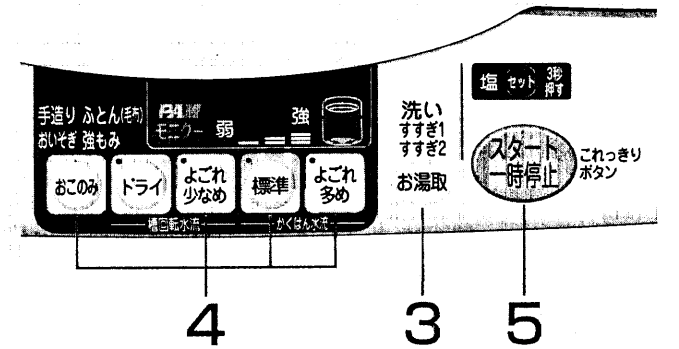 塩 セット 3秒押す
手造り ふとん(毛布)
おいそぎ 強もみ
モニター 弱 強
洗い
すすぎ1
すすぎ2
お湯取
スタート
一時停止
これっきり
ボタン
おこのみ
ドライ
よごれ
少なめ
標準
よごれ
多め
槽回転水流
かくはん水流
4 3 5